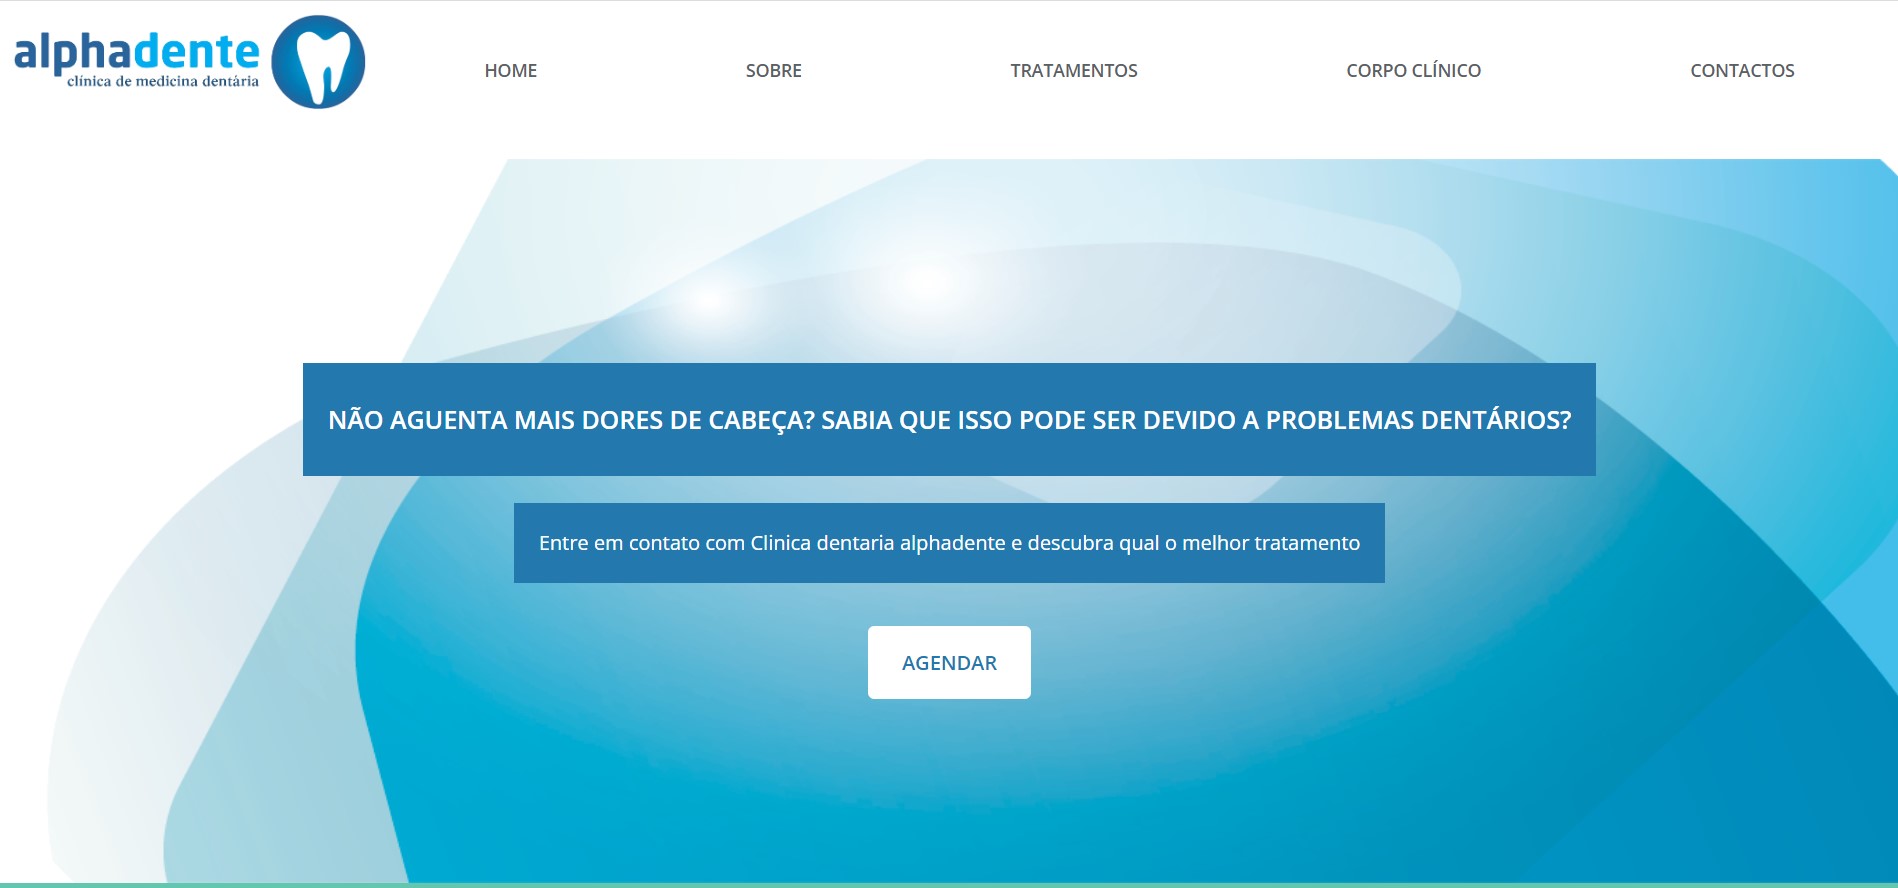 alphadente
clínica de medicina dentária
HOME
SOBRE
TRATAMENTOS
CORPO CLÍNICO
CONTACTOS
NÃO AGUENTA MAIS DORES DE CABEÇA? SABIA QUE ISSO PODE SER DEVIDO A PROBLEMAS DENTÁRIOS?
Entre em contato com Clinica dentaria alphadente e descubra qual o melhor tratamento
AGENDAR